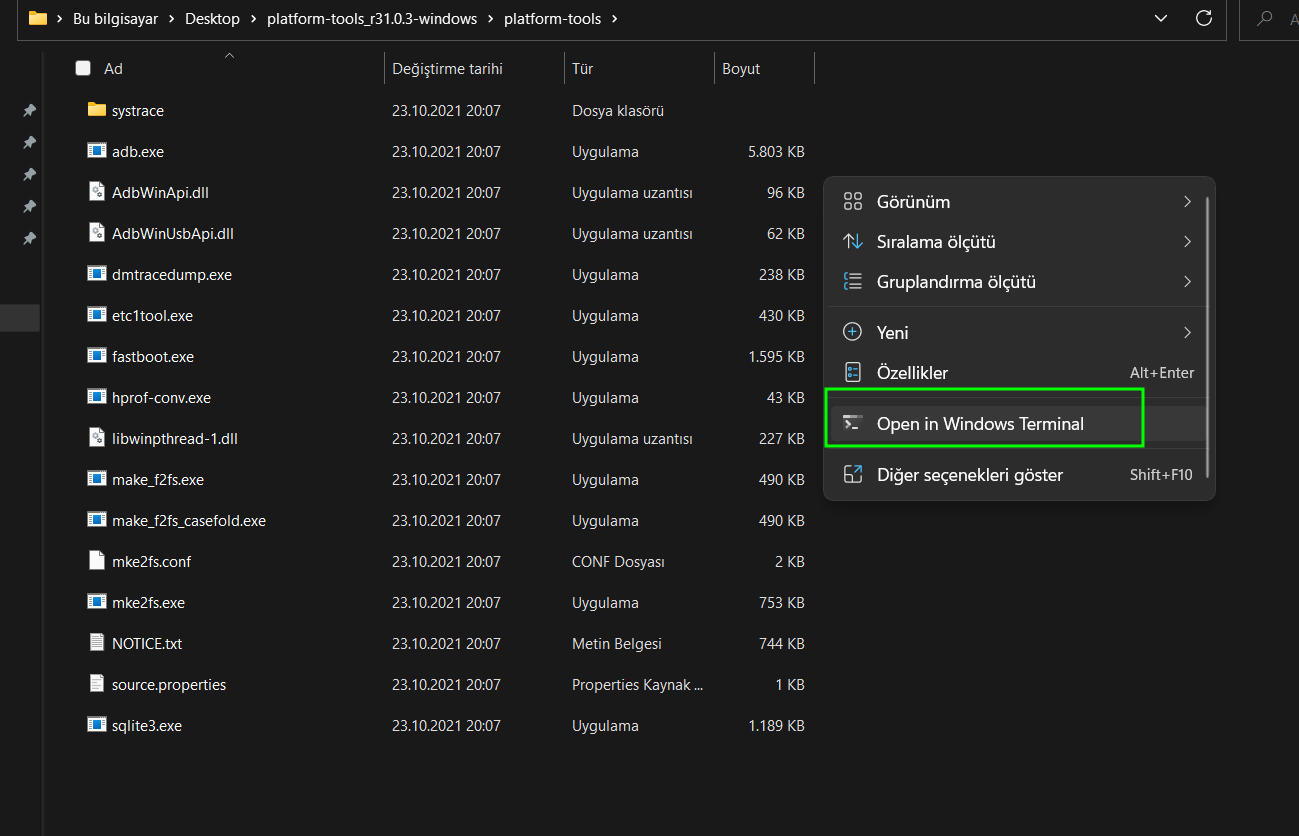 Bu bilgisayar > Desktop > platform-tools_r31.0.3-windows > platform-tools >
Ad Değiştirme tarihi Tür Boyut
systrace 23.10.2021 20:07 Dosya klasörü
adb.exe 23.10.2021 20:07 Uygulama 5.803 KB
AdbWinApi.dll 23.10.2021 20:07 Uygulama uzantısı 96 KB
AdbWinUsbApi.dll 23.10.2021 20:07 Uygulama uzantısı 62 KB
dmtracedump.exe 23.10.2021 20:07 Uygulama 238 KB
etc1tool.exe 23.10.2021 20:07 Uygulama 430 KB
fastboot.exe 23.10.2021 20:07 Uygulama 1.595 KB
hprof-conv.exe 23.10.2021 20:07 Uygulama 43 KB
libwinpthread-1.dll 23.10.2021 20:07 Uygulama uzantısı 227 KB
make_f2fs.exe 23.10.2021 20:07 Uygulama 490 KB
make_f2fs_casefold.exe 23.10.2021 20:07 Uygulama 490 KB
mke2fs.conf 23.10.2021 20:07 CONF Dosyası 2 KB
mke2fs.exe 23.10.2021 20:07 Uygulama 753 KB
NOTICE.txt 23.10.2021 20:07 Metin Belgesi 744 KB
source.properties 23.10.2021 20:07 Properties Kaynak ... 1 KB
sqlite3.exe 23.10.2021 20:07 Uygulama 1.189 KB
Görünüm
Sıralama ölçütü
Gruplandırma ölçütü
Yeni
Özellikler Alt+Enter
Open in Windows Terminal
Diğer seçenekleri göster Shift+F10